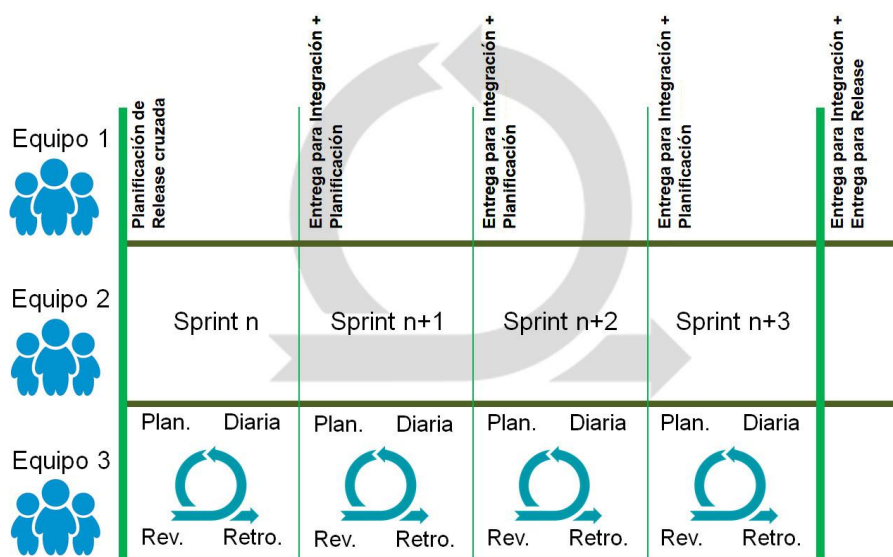 Planificación de
Release cruzada
Entrega para Integración +
Planificación
Entrega para Integración +
Planificación
Entrega para Integración +
Planificación
Entrega para Integración +
Entrega para Release
Equipo 1
Equipo 2
Sprint n
Sprint n+1
Sprint n+2
Sprint n+3
Equipo 3
Plan. Diaria
Plan. Diaria
Plan. Diaria
Plan. Diaria
Rev. Retro.
Rev. Retro.
Rev. Retro.
Rev. Retro.